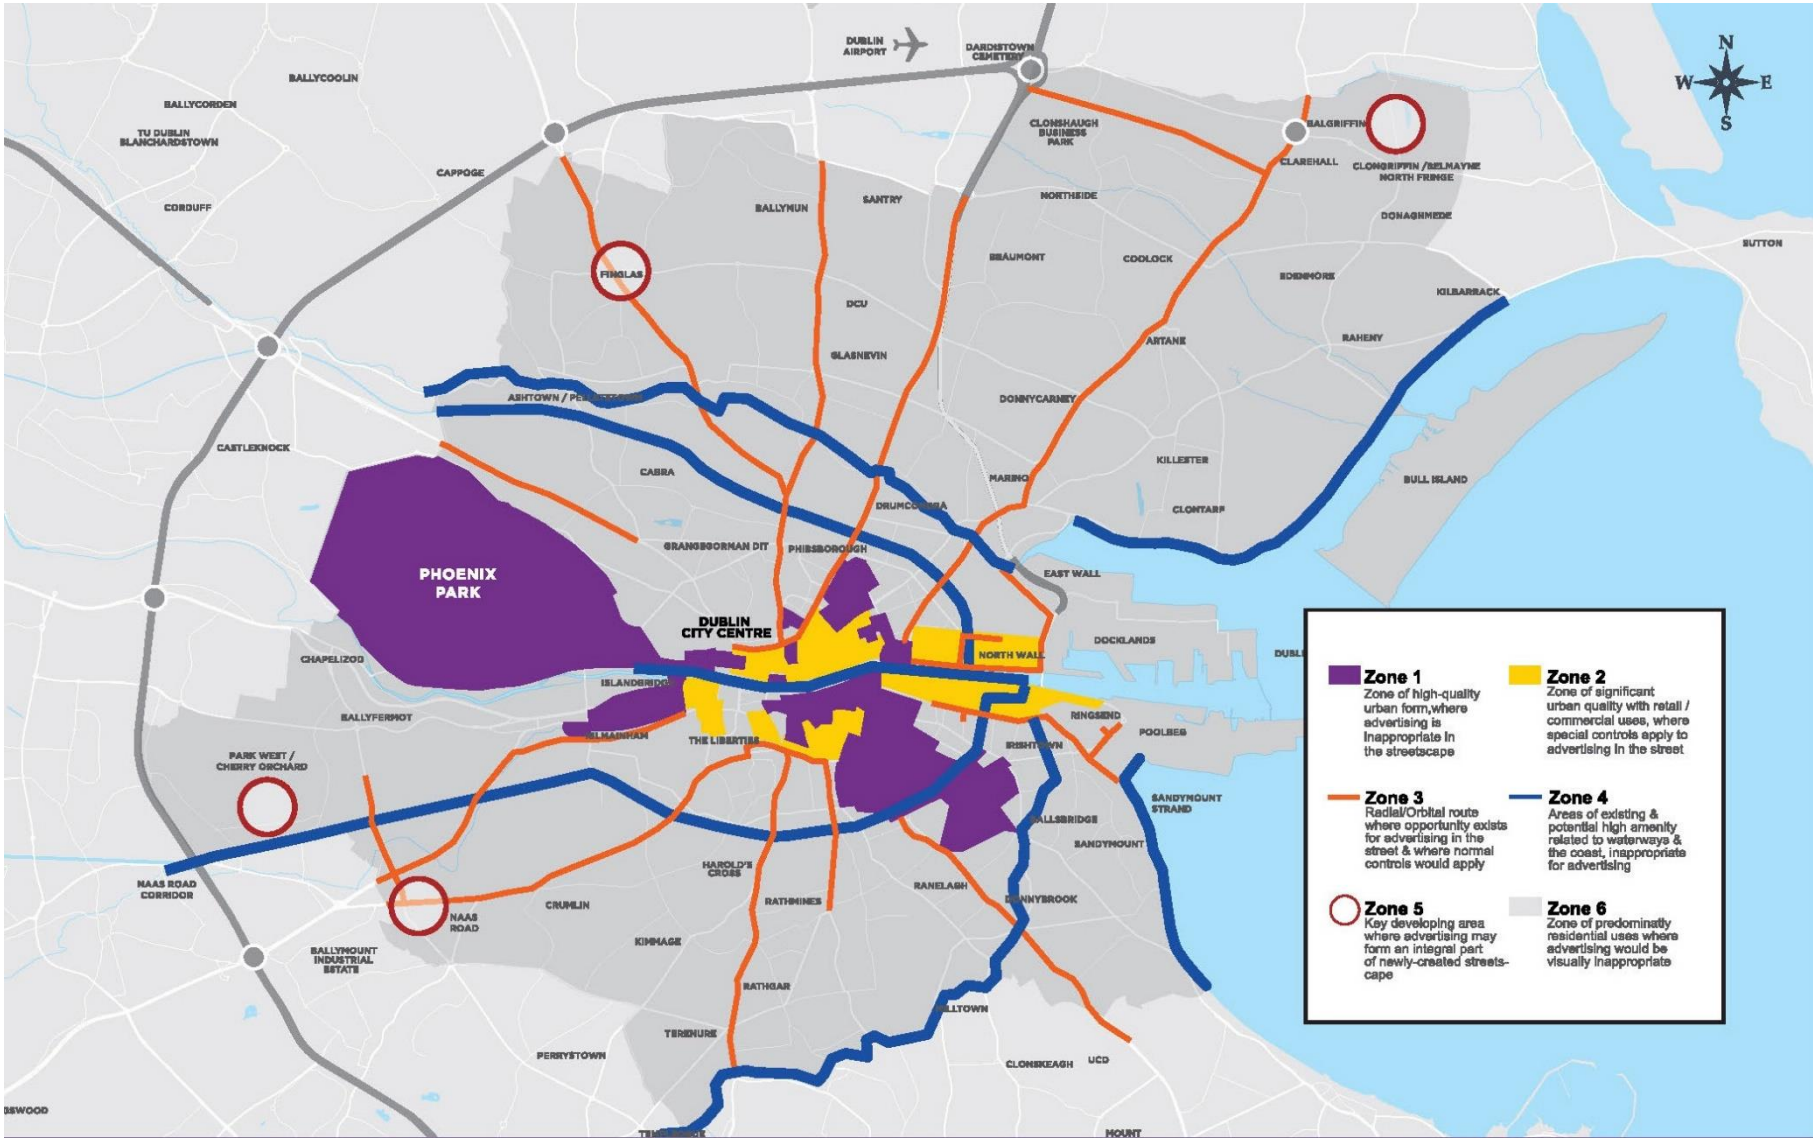 DUBLIN
AIRPORT
DARDISTOWN
CEMETERY
N
W
E
S
BALLYCOOLIN
BALLYCORDEN
TU DUBLIN
BLANCHARDSTOWN
CAPPOGE
CORDUFF
CLONSHAUGH
BUSINESS
PARK
BALGRIFFIN
CLAREHALL
CLONGRIFFIN /BELMAYNE
NORTH FRINGE
NORTHSIDE
BALLYMUN
SANTRY
DONAGHMEDE
SUTTON
BEAUMONT
COOLOCK
EDENMORE
KILBARRACK
FINGLAS
DCU
GLASNEVIN
ARTANE
RAHENY
ASHTOWN /
DONNYCARNEY
CASTLEKNOCK
CABRA
KILLESTER
MARINO
BULL ISLAND
CLONTARF
GRANGEGORMAN DIT
PHIBSBOROUGH
EAST WALL
PHOENIX
PARK
DUBLIN
CITY CENTRE
DOCKLANDS
NORTH WALL
CHAPELIZOD
BALLYFERMOT
RINGSEND
POOLBEG
THE LIBERTIES
PARK WEST /
CHERRY ORCHARD
SANDYMOUNT
STRAND
SANDYMOUNT
HAROLD'S
CROSS
RANELAGH
RATHMINES
NAAS ROAD
CORRIDOR
CRUMLIN
NAAS
ROAD
KIMMAGE
BALLYMOUNT
INDUSTRIAL
ESTATE
RATHGAR
TERENURE
PERRYSTOWN
CLONSKEAGH
UCD
GSWOOD
MOUNT
Zone 1
Zone of high-quality
urban form,where
advertising is
inappropriate in
the streetscape
Zone 2
Zone of significant
urban quality with retail /
commercial uses, where
special controls apply to
advertising in the street
Zone 3
Radial/Orbital route
where opportunity exists
for advertising in the
street & where normal
controls would apply
Zone 4
Areas of existing &
potential high amenity
related to waterways &
the coast, inappropriate
for advertising
Zone 5
Key developing area
where advertising may
form an integral part
of newly-created streets-
cape
Zone 6
Zone of predominatly
residential uses where
advertising would be
visually inappropriate